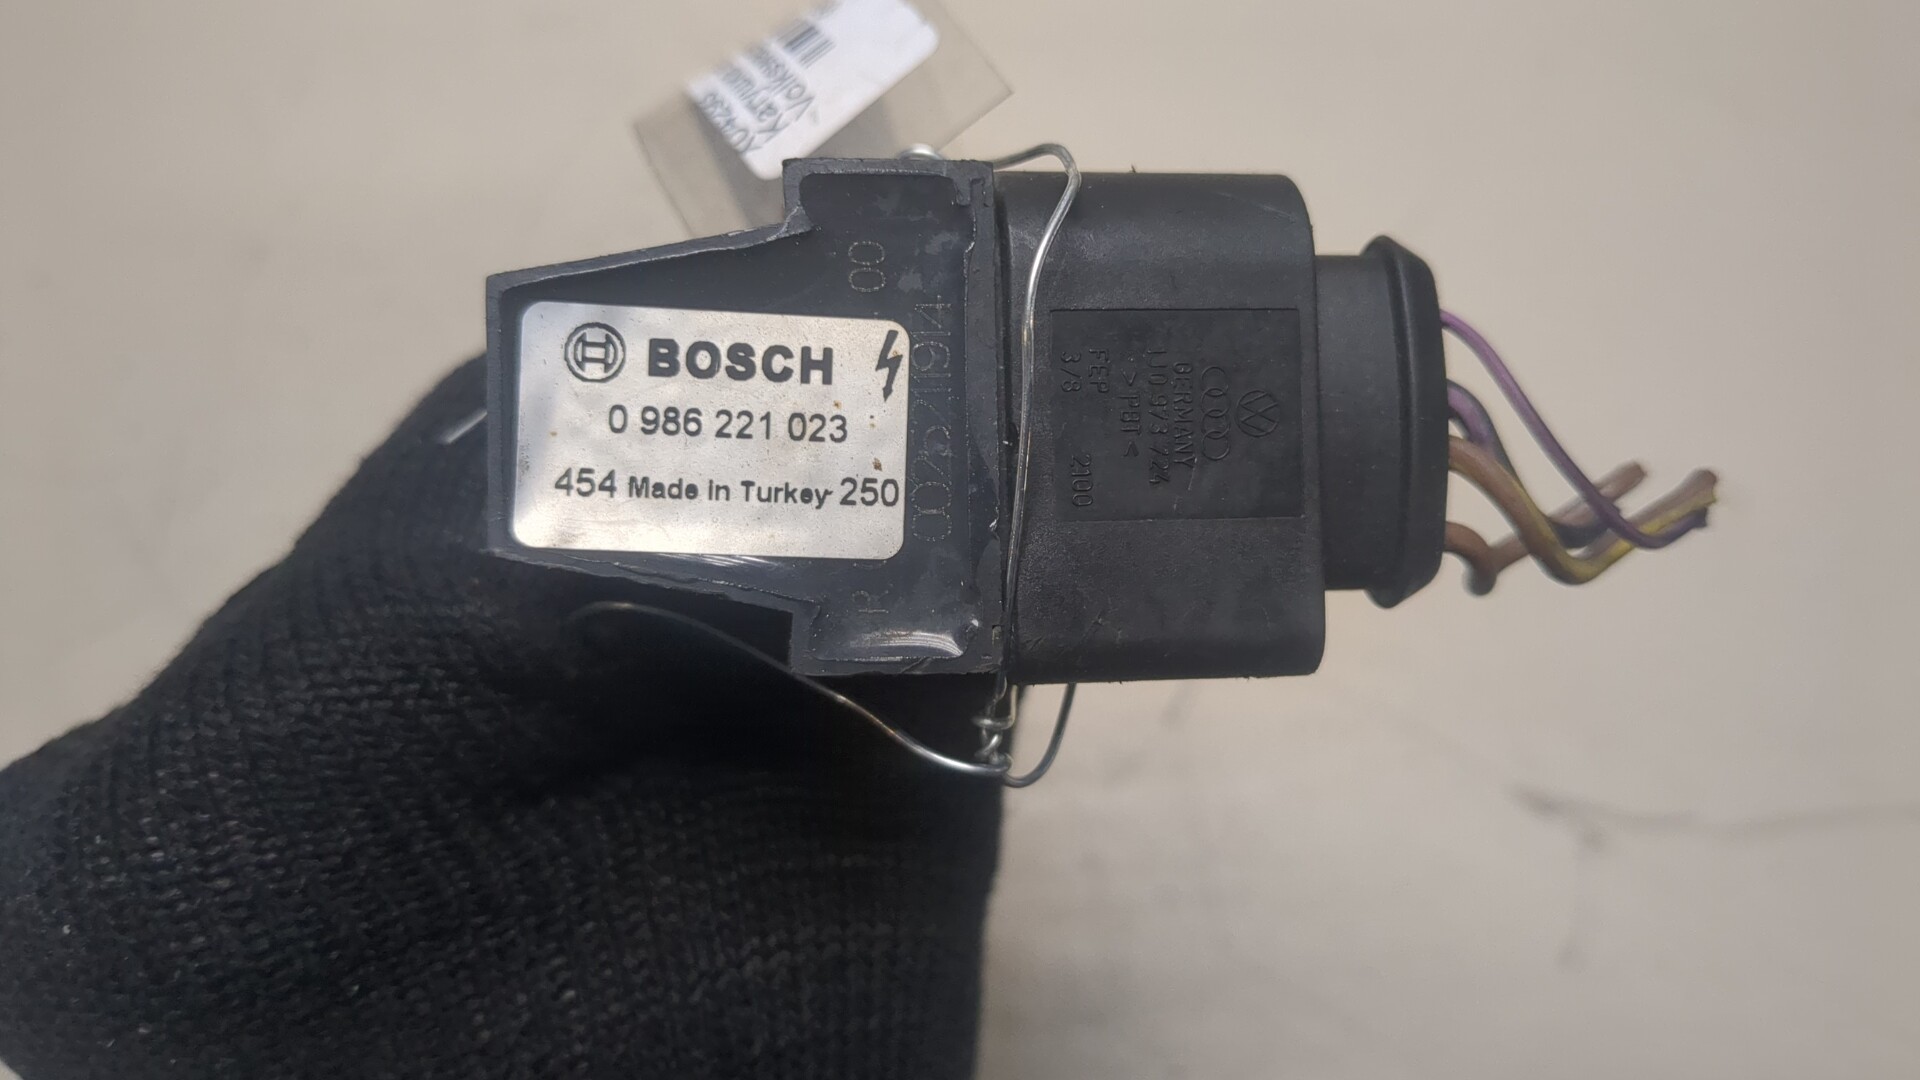 BOSCH
0 986 221 023
454 Made in Turkey 250
00
GERMANY
1J0 973 724
>PBT<
FEP
3/8
2100
R